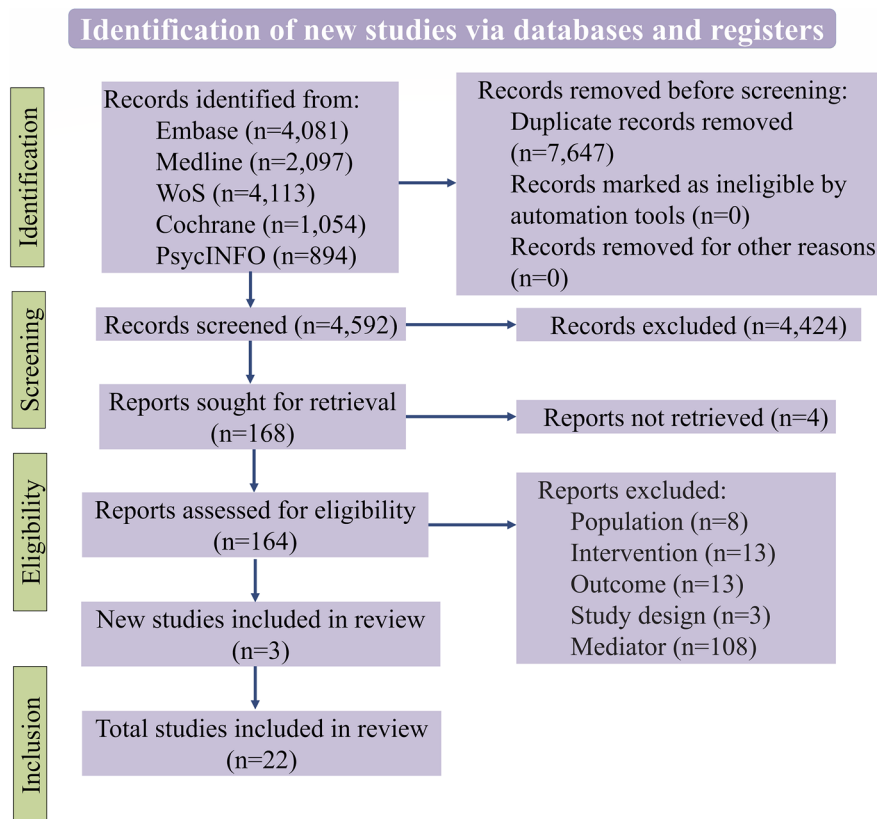 Identification of new studies via databases and registers
Identification
Records identified from:
Embase (n=4,081)
Medline (n=2,097)
WoS (n=4,113)
Cochrane (n=1,054)
PsycINFO (n=894)
Records removed before screening:
Duplicate records removed
(n=7,647)
Records marked as ineligible by
automation tools (n=0)
Records removed for other reasons
(n=0)
Screening
Records screened (n=4,592)
Records excluded (n=4,424)
Reports sought for retrieval
(n=168)
Reports not retrieved (n=4)
Eligibility
Reports assessed for eligibility
(n=164)
Reports excluded:
Population (n=8)
Intervention (n=13)
Outcome (n=13)
Study design (n=3)
Mediator (n=108)
New studies included in review
(n=3)
Inclusion
Total studies included in review
(n=22)